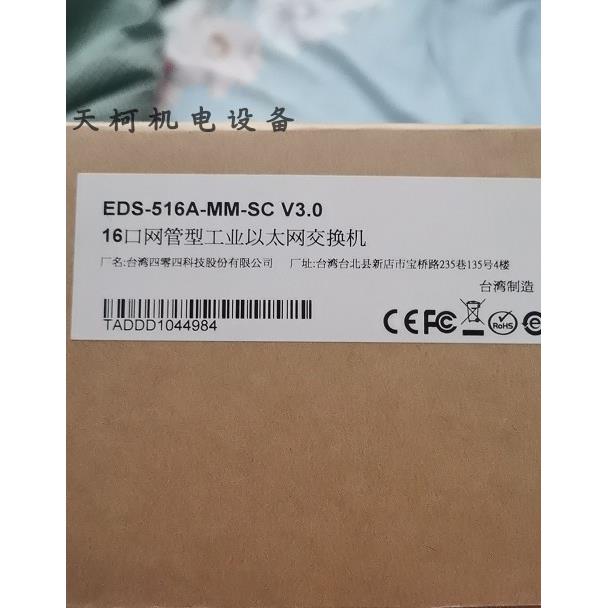 天柯机电设备
EDS-516A-MM-SC V3.0
16口网管型工业以太网交换机
厂名:台湾四零四科技股份有限公司 厂址:台湾台北县新店市宝桥路235巷135号4楼
台湾制造
TADDD1044984
CE FC RoHS